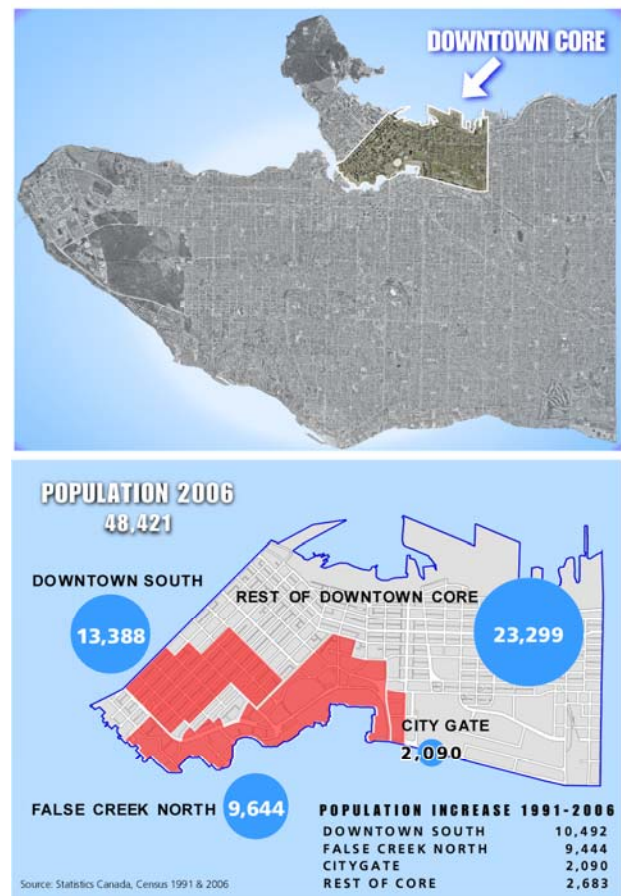 DOWNTOWN CORE
POPULATION 2006
48,421
DOWNTOWN SOUTH
13,388
REST OF DOWNTOWN CORE
23,299
CITY GATE
2,090
FALSE CREEK NORTH
9,644
POPULATION INCREASE 1991-2006
DOWNTOWN SOUTH 10,492
FALSE CREEK NORTH 9,444
CITYGATE 2,090
REST OF CORE 2,683
Source: Statistics Canada, Census 1991 & 2006